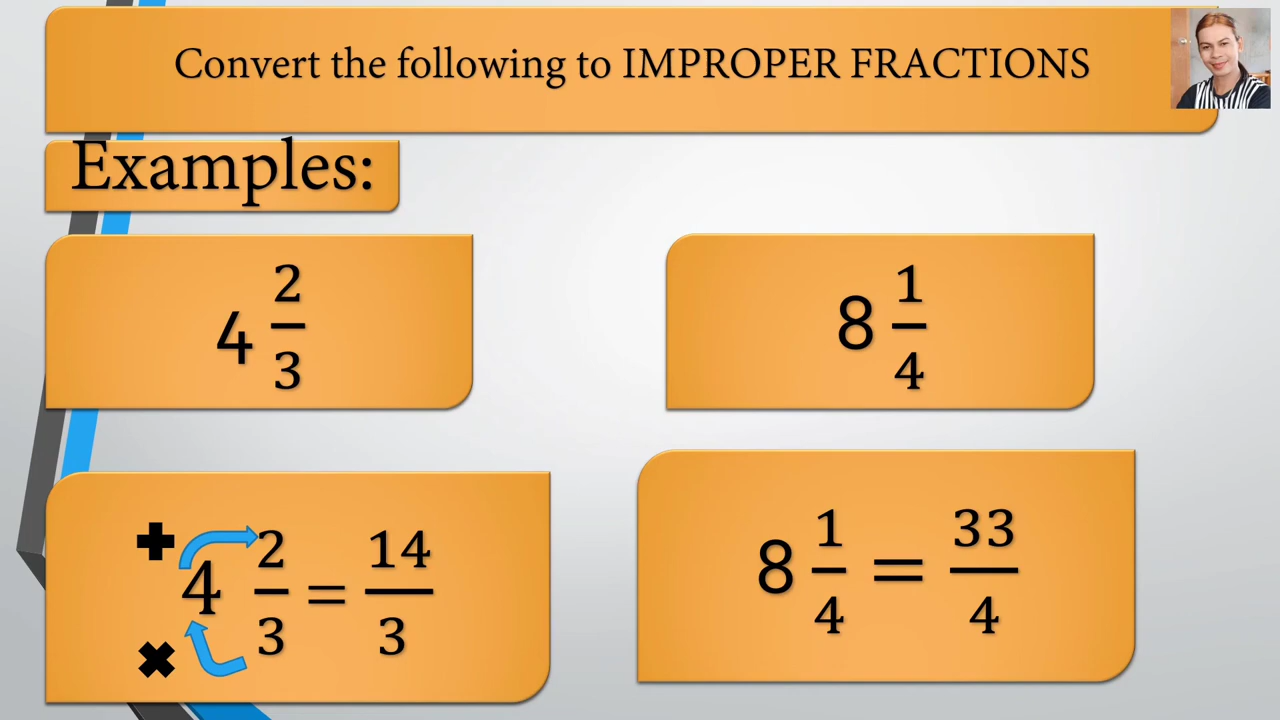 Convert the following to IMPROPER FRACTIONS
Examples:
4 2/3
8 1/4
+
4 2/3 = 14/3
×
8 1/4 = 33/4